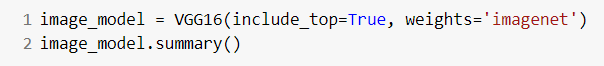 1 image_model = VGG16(include_top=True, weights='imagenet')
2 image_model.summary()